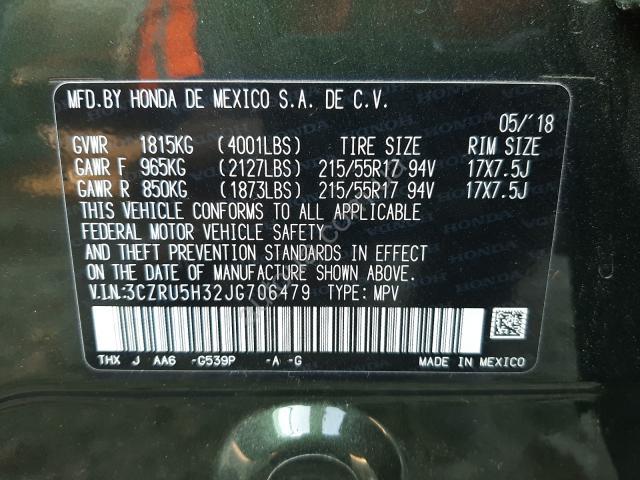 MFD.BY HONDA DE MEXICO S.A. DE C.V.
05/'18
GVWR 1815KG (4001LBS) TIRE SIZE RIM SIZE
GAWR F 965KG (2127LBS) 215/55R17 94V 17X7.5J
GAWR R 850KG (1873LBS) 215/55R17 94V 17X7.5J
THIS VEHICLE CONFORMS TO ALL APPLICABLE
FEDERAL MOTOR VEHICLE SAFETY
AND THEFT PREVENTION STANDARDS IN EFFECT
ON THE DATE OF MANUFACTURE SHOWN ABOVE.
V.I.N.:3CZRU5H32JG706479 TYPE: MPV
THX J AA6 -G539P -A -G MADE IN MEXICO